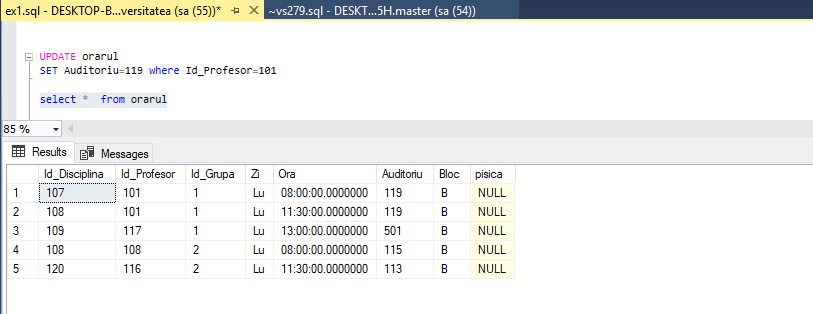 ex1.sql - DESKTOP-B...versitatea (sa (55))* ~vs279.sql - DESKT...5H.master (sa (54))
UPDATE orarul
SET Auditoriu=119 where Id_Profesor=101
select * from orarul
85 %
Results Messages
Id_Disciplina Id_Profesor Id_Grupa Zi Ora Auditoriu Bloc pisica
1 107 101 1 Lu 08:00:00.0000000 119 B NULL
2 108 101 1 Lu 11:30:00.0000000 119 B NULL
3 109 117 1 Lu 13:00:00.0000000 501 B NULL
4 108 108 2 Lu 08:00:00.0000000 115 B NULL
5 120 116 2 Lu 11:30:00.0000000 113 B NULL